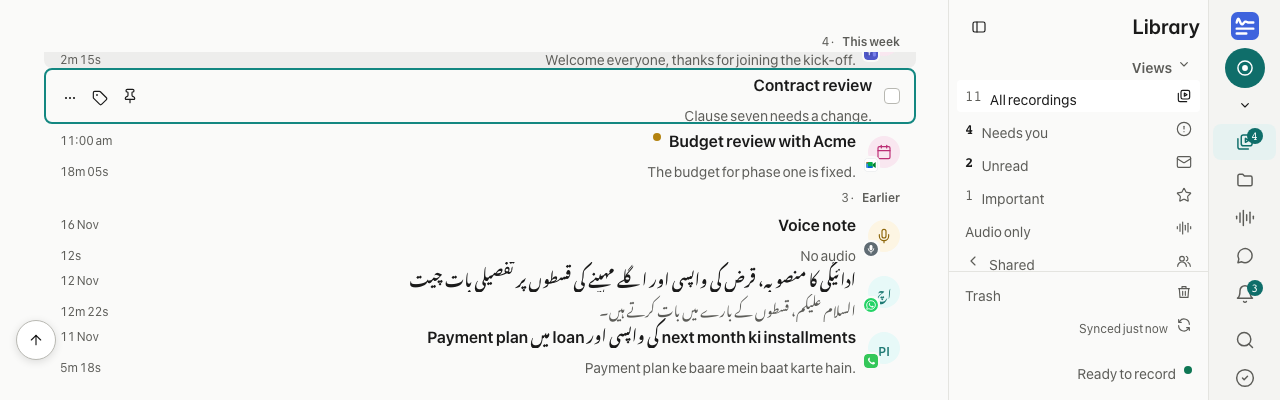 Library
Views
All recordings 11
Needs you 4
Unread 2
Important 1
Audio only
Shared
Trash
Synced just now
Ready to record
4
3
This week · 4
Welcome everyone, thanks for joining the kick-off.
2m 15s
Contract review
Clause seven needs a change.
Budget review with Acme
11:00 am
The budget for phase one is fixed.
18m 05s
Earlier · 3
Voice note
16 Nov
No audio
12s
ادائیگی کا منصوبہ، قرض کی واپسی اور اگلے مہینے کی قسطوں پر تفصیلی بات چیت
12 Nov
السلام علیکم، قسطوں کے بارے میں بات کرتے ہیں۔
12m 22s
اچ
Payment plan میں loan کی واپسی اور next month ki installments
11 Nov
PI
Payment plan ke baare mein baat karte hain.
5m 18s